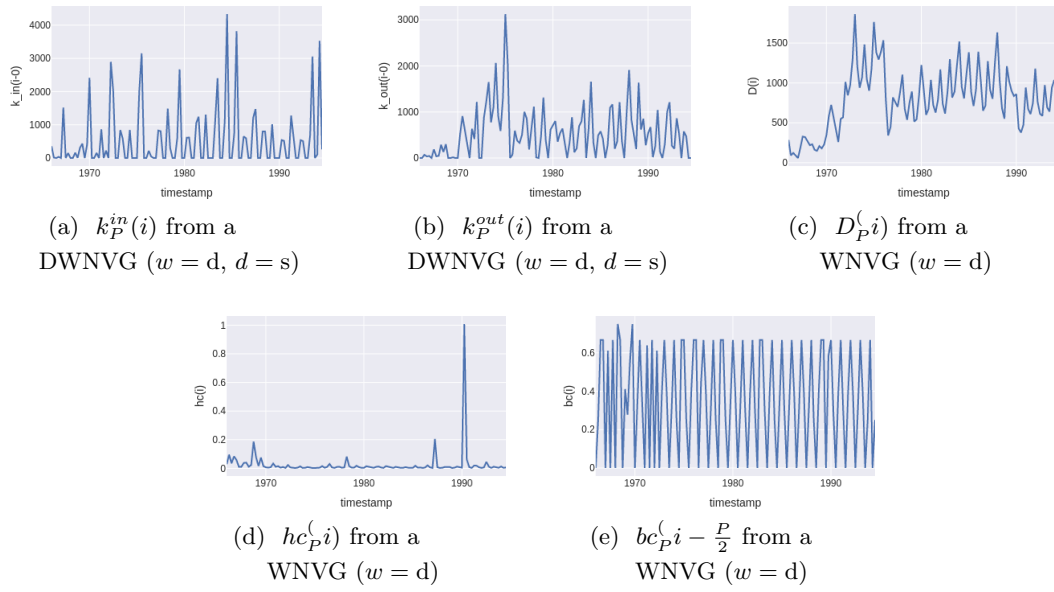 4000
3000
2000
1000
0
k_in(i-0)
1970
1980
1990
timestamp
(a) k_P^{in}(i) from a
DWNVG (w = d, d = s)
3000
2000
1000
0
k_out(i-0)
1970
1980
1990
timestamp
(b) k_P^{out}(i) from a
DWNVG (w = d, d = s)
1500
1000
500
0
D(i)
1970
1980
1990
timestamp
(c) D_P^(i) from a
WNVG (w = d)
1
0.8
0.6
0.4
0.2
0
hc(i)
1970
1980
1990
timestamp
(d) hc_P^(i) from a
WNVG (w = d)
0.6
0.4
0.2
0
bc(i)
1970
1980
1990
timestamp
(e) bc_P^(i − \frac{P}{2} from a
WNVG (w = d)